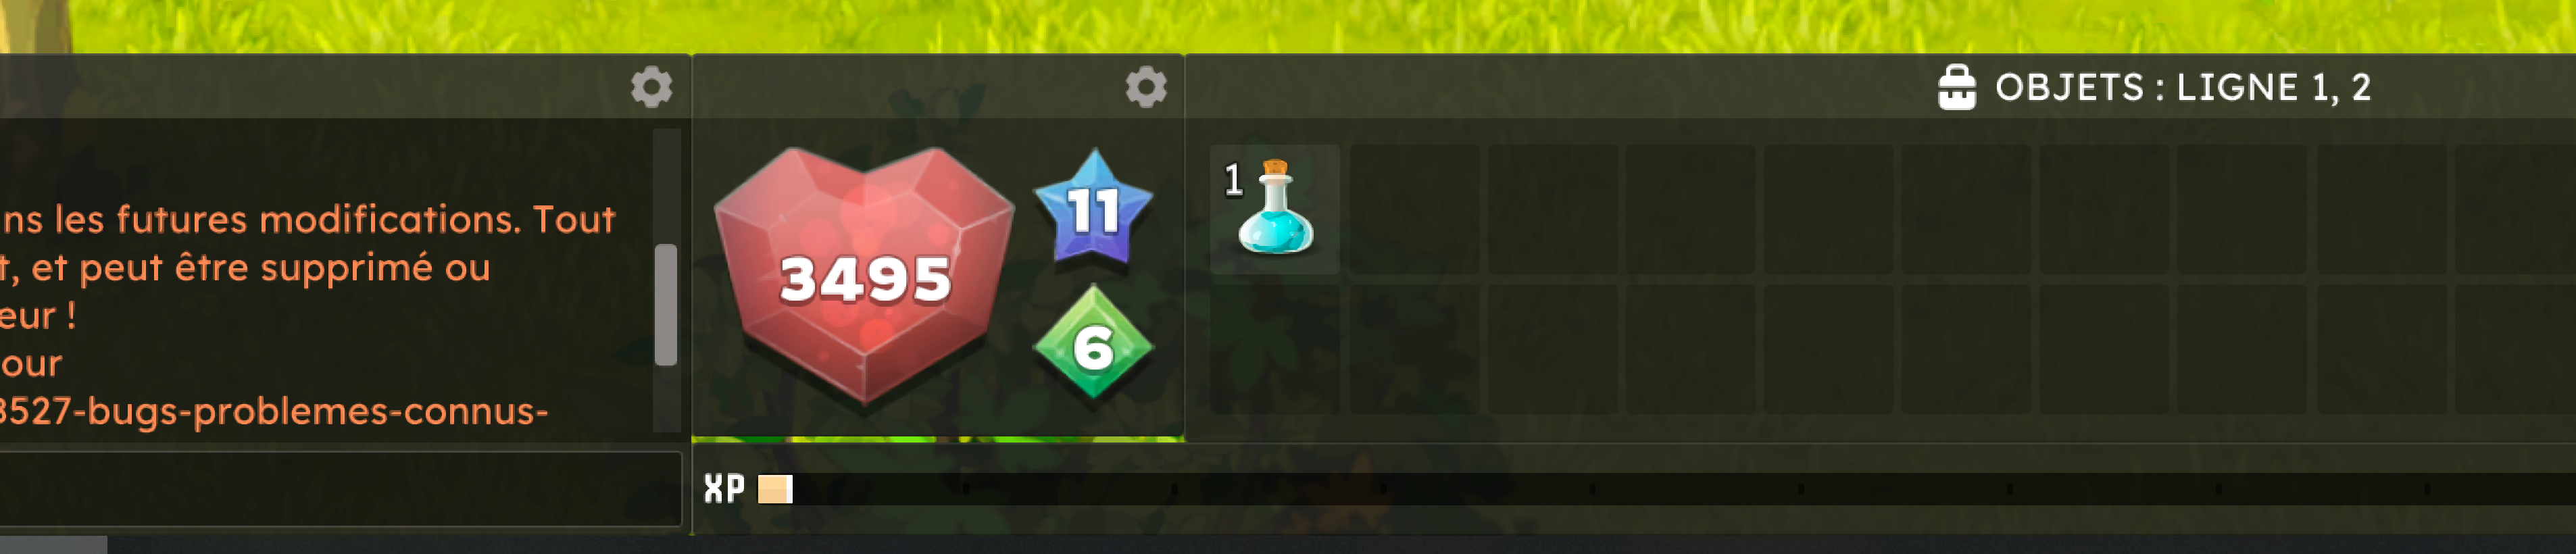 OBJETS : LIGNE 1, 2
ns les futures modifications. Tout
t, et peut être supprimé ou
eur !
our
3527-bugs-problemes-connus-
3495
11
6
1
XP